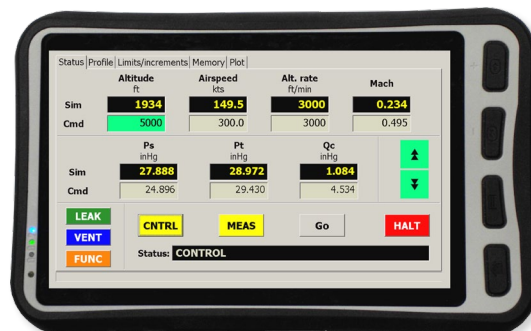 Status Profile Limits/increments Memory Plot
Altitude Airspeed Alt. rate Mach
ft kts ft/min
Sim 1934 149.5 3000 0.234
Cmd 5000 300.0 3000 0.495
Ps Pt Qc
inHg inHg inHg
Sim 27.888 28.972 1.084
Cmd 24.896 29.430 4.534
LEAK
CNTRL MEAS Go HALT
VENT
FUNC Status: CONTROL